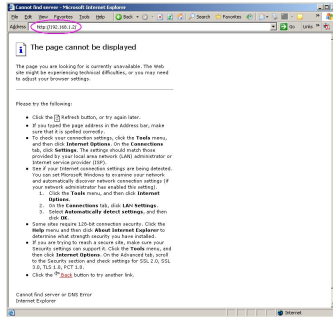 Cannot find server - Microsoft Internet Explorer
File Edit View Favorites Tools Help Back Search Favorites
Address http://192.168.1.2/ Go Links
The page cannot be displayed
The page you are looking for is currently unavailable. The Web
site might be experiencing technical difficulties, or you may need
to adjust your browser settings.
Please try the following:
Click the Refresh button, or try again later.
If you typed the page address in the Address bar, make
sure that it is spelled correctly.
To check your connection settings, click the Tools menu,
and then click Internet Options. On the Connections
tab, click Settings. The settings should match those
provided by your local area network (LAN) administrator or
Internet service provider (ISP).
See if your Internet connection settings are being detected.
You can set Microsoft Windows to examine your network
and automatically discover network connection settings (if
your network administrator has enabled this setting).
1. Click the Tools menu, and then click Internet
Options.
2. On the Connections tab, click LAN Settings.
3. Select Automatically detect settings, and then
click OK.
Some sites require 128-bit connection security. Click the
Help menu and then click About Internet Explorer to
determine what strength security you have installed.
If you are trying to reach a secure site, make sure your
Security settings can support it. Click the Tools menu, and
then click Internet Options. On the Advanced tab, scroll
to the Security section and check settings for SSL 2.0, SSL
3.0, TLS 1.0, PCT 1.0.
Click the Back button to try another link.
Cannot find server or DNS Error
Internet Explorer
Internet